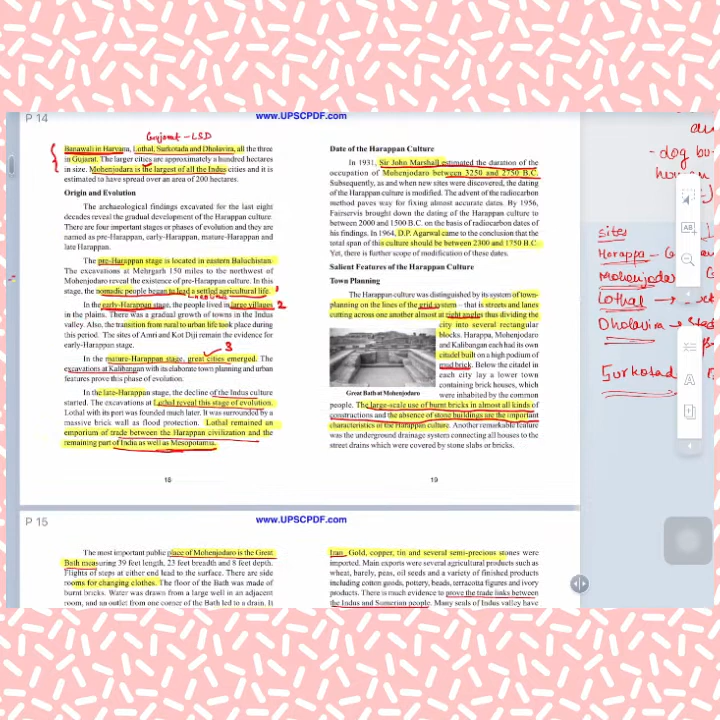 P 14
www.UPSCPDF.com
www.UPSCPDF.com
Gujarat - LSD
Banawali in Haryana, Lothal, Surkotada and Dholavira, all the three
in Gujarat. The larger cities are approximately a hundred hectares
in size. Mohenjodara is the largest of all the Indus cities and it is
estimated to have spread over an area of 200 hectares.
Origin and Evolution
The archaeological findings excavated for the last eight
decades reveal the gradual development of the Harappan culture.
There are four important stages or phases of evolution and they are
named as pre-Harappan, early-Harappan, mature-Harappan and
late Harappan.
The pre-Harappan stage is located in eastern Baluchistan.
The excavations at Mehrgarh 150 miles to the northwest of
Mohenjodaro reveal the existence of pre-Harappan culture. In this
stage, the nomadic people began to lead a settled agricultural life. 1
In the early-Harappan stage, the people lived in large villages 2
in the plains. There was a gradual growth of towns in the Indus
valley. Also, the transition from rural to urban life took place during
this period. The sites of Amri and Kot Diji remain the evidence for
early-Harappan stage.
3
In the mature-Harappan stage, great cities emerged. The
excavations at Kalibangan with its elaborate town planning and urban
features prove this phase of evolution.
In the late-Harappan stage, the decline of the Indus culture
started. The excavations at Lothal reveal this stage of evolution.
Lothal with its port was founded much later. It was surrounded by a
massive brick wall as flood protection. Lothal remained an
emporium of trade between the Harappan civilization and the
remaining part of India as well as Mesopotamia.
18
Date of the Harappan Culture
In 1931, Sir John Marshall estimated the duration of the
occupation of Mohenjodaro between 3250 and 2750 B.C.
Subsequently, as and when new sites were discovered, the dating
of the Harappan culture is modified. The advent of the radiocarbon
method paves way for fixing almost accurate dates. By 1956,
Fairservis brought down the dating of the Harappan culture to
between 2000 and 1500 B.C. on the basis of radiocarbon dates of
his findings. In 1964, D.P. Agarwal came to the conclusion that the
total span of this culture should be between 2300 and 1750 B.C.
Yet, there is further scope of modification of these dates.
Salient Features of the Harappan Culture
Town Planning
The Harappan culture was distinguished by its system of town-
planning on the lines of the grid system – that is streets and lanes
cutting across one another almost at right angles thus dividing the
city into several rectangular
blocks. Harappa, Mohenjodaro
and Kalibangan each had its own
citadel built on a high podium of
mud brick. Below the citadel in
each city lay a lower town
containing brick houses, which
were inhabited by the common
Great Bath at Mohenjodaro
people. The large-scale use of burnt bricks in almost all kinds of
constructions and the absence of stone buildings are the important
characteristics of the Harappan culture. Another remarkable feature
was the underground drainage system connecting all houses to the
street drains which were covered by stone slabs or bricks.
19
- dog bu
sites
Harappa -
Mohenjodar
Lothal →
Dholavira →
Surkotad
AB
A
P 15
www.UPSCPDF.com
www.UPSCPDF.com
The most important public place of Mohenjodaro is the Great
Bath measuring 39 feet length, 23 feet breadth and 8 feet depth.
Flights of steps at either end lead to the surface. There are side
rooms for changing clothes. The floor of the Bath was made of
burnt bricks. Water was drawn from a large well in an adjacent
room, and an outlet from one corner of the Bath led to a drain. It
Iran. Gold, copper, tin and several semi-precious stones were
imported. Main exports were several agricultural products such as
wheat, barely, peas, oil seeds and a variety of finished products
including cotton goods, pottery, beads, terracotta figures and ivory
products. There is much evidence to prove the trade links between
the Indus and Sumerian people. Many seals of Indus valley have